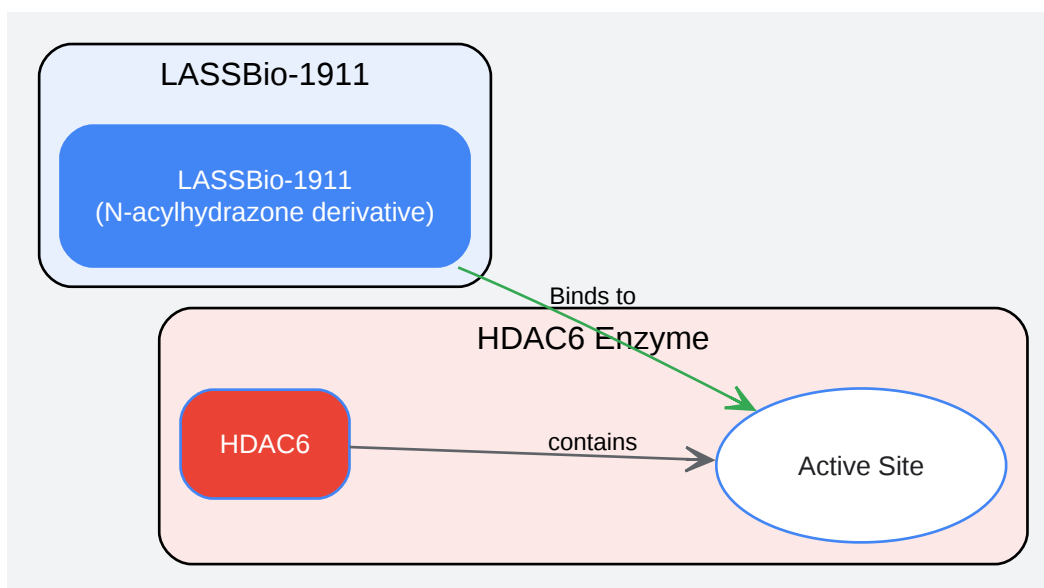 LASSBio-1911
LASSBio-1911
(N-acylhydrazone derivative)
Binds to
HDAC6 Enzyme
HDAC6
contains
Active Site